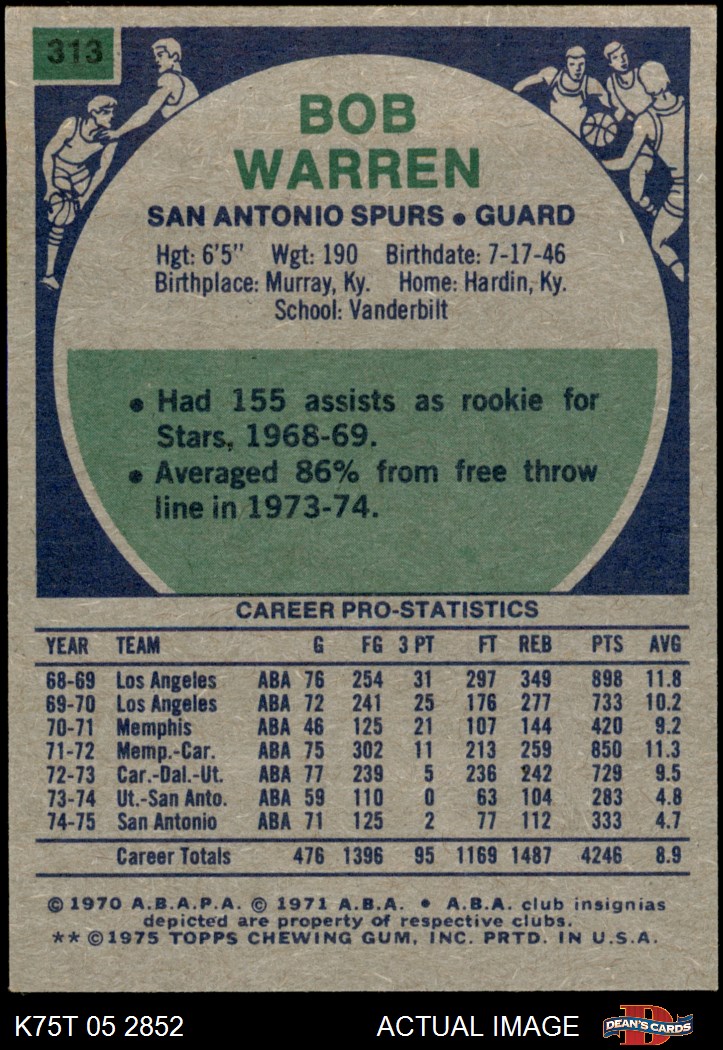 313
BOB
WARREN
SAN ANTONIO SPURS • GUARD
Hgt: 6'5" Wgt: 190 Birthdate: 7-17-46
Birthplace: Murray, Ky. Home: Hardin, Ky.
School: Vanderbilt
• Had 155 assists as rookie for
Stars, 1968-69.
• Averaged 86% from free throw
line in 1973-74.
CAREER PRO-STATISTICS
YEAR TEAM G FG 3 PT FT REB PTS AVG
68-69 Los Angeles ABA 76 254 31 297 349 898 11.8
69-70 Los Angeles ABA 72 241 25 176 277 733 10.2
70-71 Memphis ABA 46 125 21 107 144 420 9.2
71-72 Memp.-Car. ABA 75 302 11 213 259 850 11.3
72-73 Car.-Dal.-Ut. ABA 77 239 5 236 242 729 9.5
73-74 Ut.-San Anto. ABA 59 110 0 63 104 283 4.8
74-75 San Antonio ABA 71 125 2 77 112 333 4.7
Career Totals 476 1396 95 1169 1487 4246 8.9
© 1970 A.B.A.P.A. © 1971 A.B.A. • A.B.A. club insignias
depicted are property of respective clubs.
** © 1975 TOPPS CHEWING GUM, INC. PRTD. IN U.S.A.
K75T 05 2852 ACTUAL IMAGE D DEAN'S CARDS